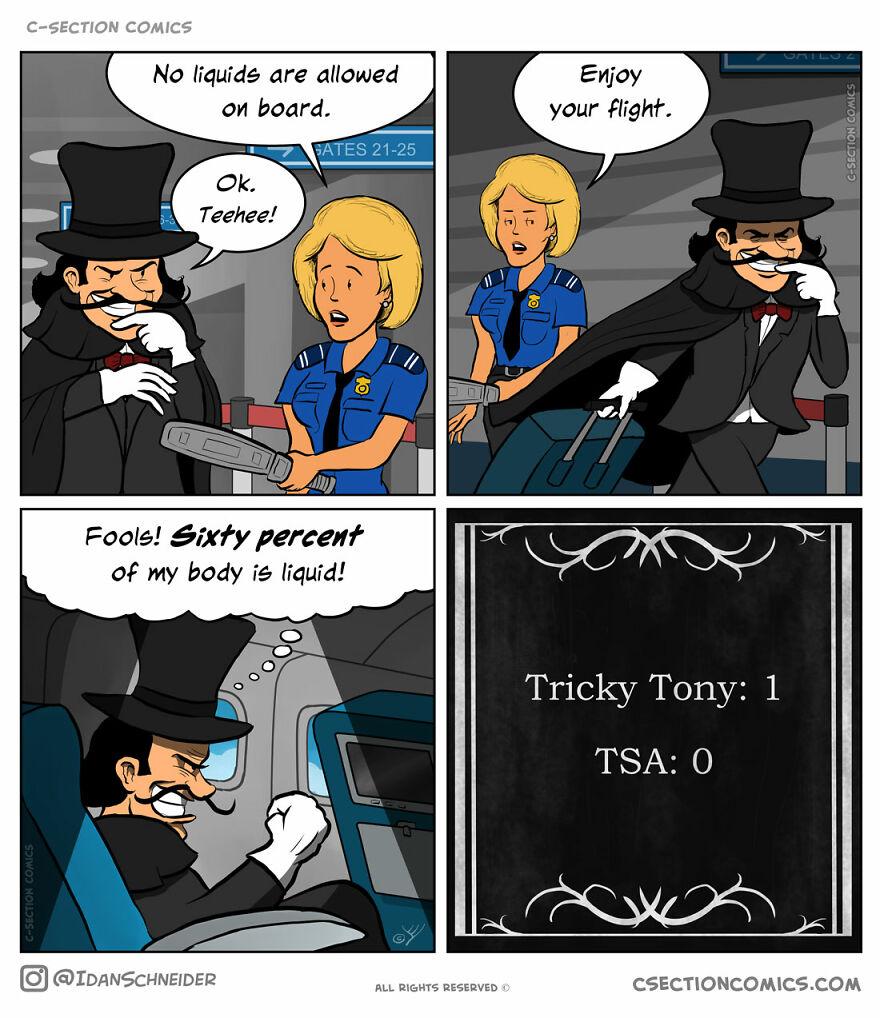 C-SECTION COMICS
No liquids are allowed
on board.
GATES 21-25
Ok.
Teehee!
Enjoy
your flight.
GATES 2
C-SECTION COMICS
Fools! Sixty percent
of my body is liquid!
C-SECTION COMICS
Tricky Tony: 1
TSA: 0
@IDANSCHNEIDER
ALL RIGHTS RESERVED ©
CSECTIONCOMICS.COM